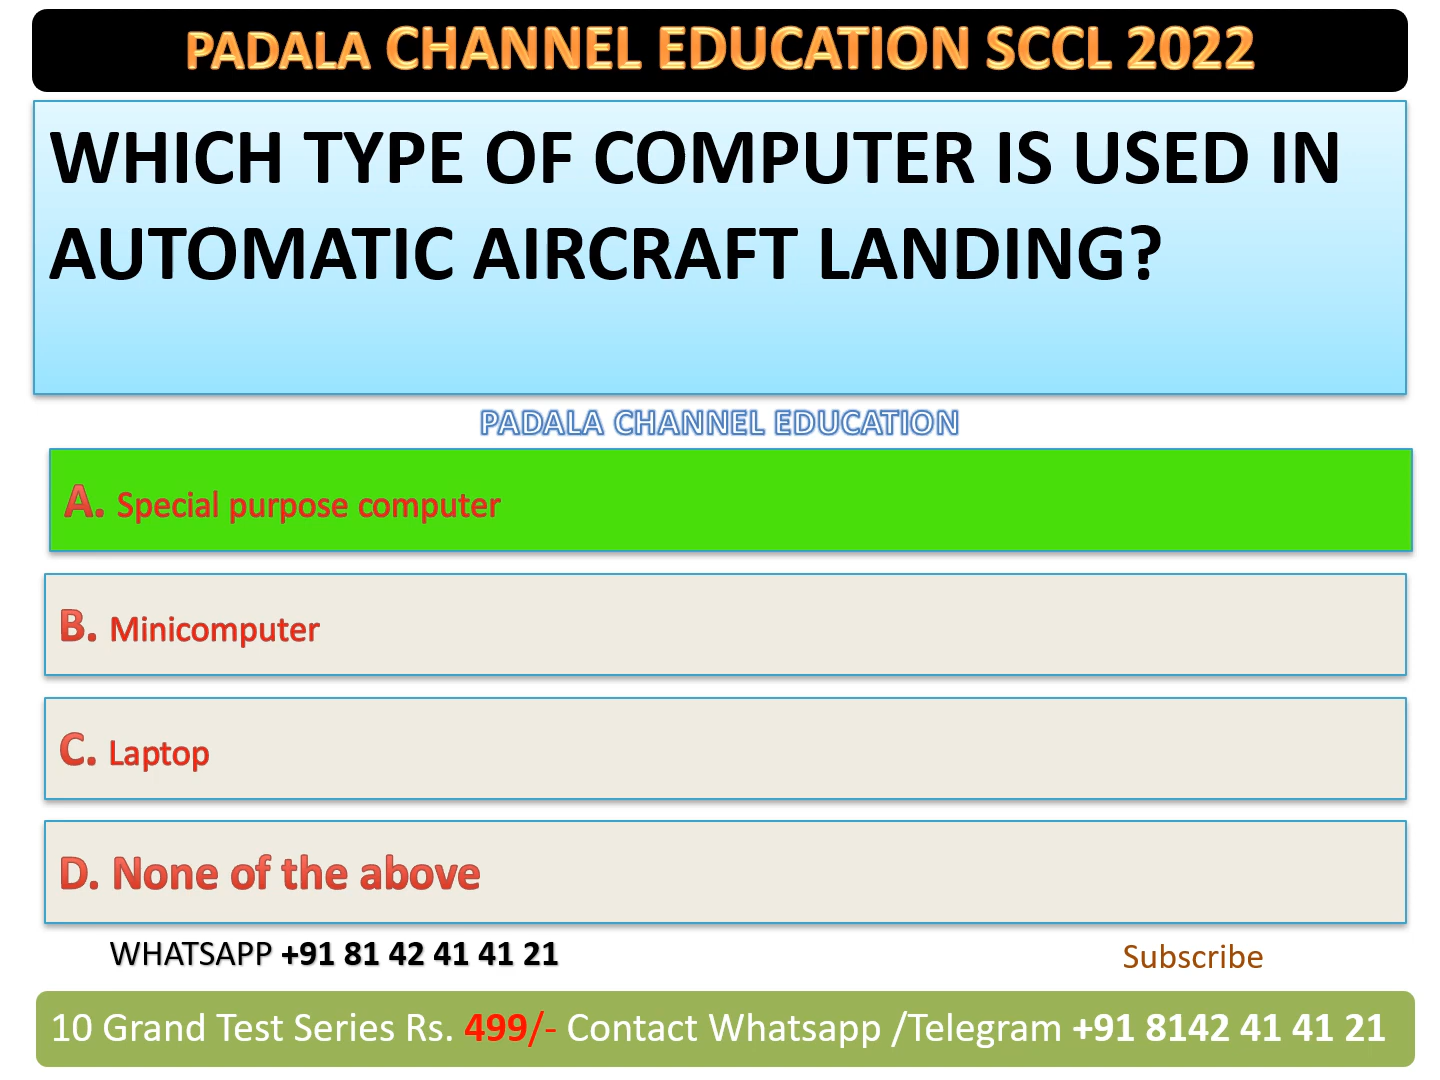 PADALA CHANNEL EDUCATION SCCL 2022
WHICH TYPE OF COMPUTER IS USED IN
AUTOMATIC AIRCRAFT LANDING?
PADALA CHANNEL EDUCATION
A. Special purpose computer
B. Minicomputer
C. Laptop
D. None of the above
WHATSAPP +91 81 42 41 41 21
Subscribe
10 Grand Test Series Rs. 499/- Contact Whatsapp /Telegram +91 8142 41 41 21